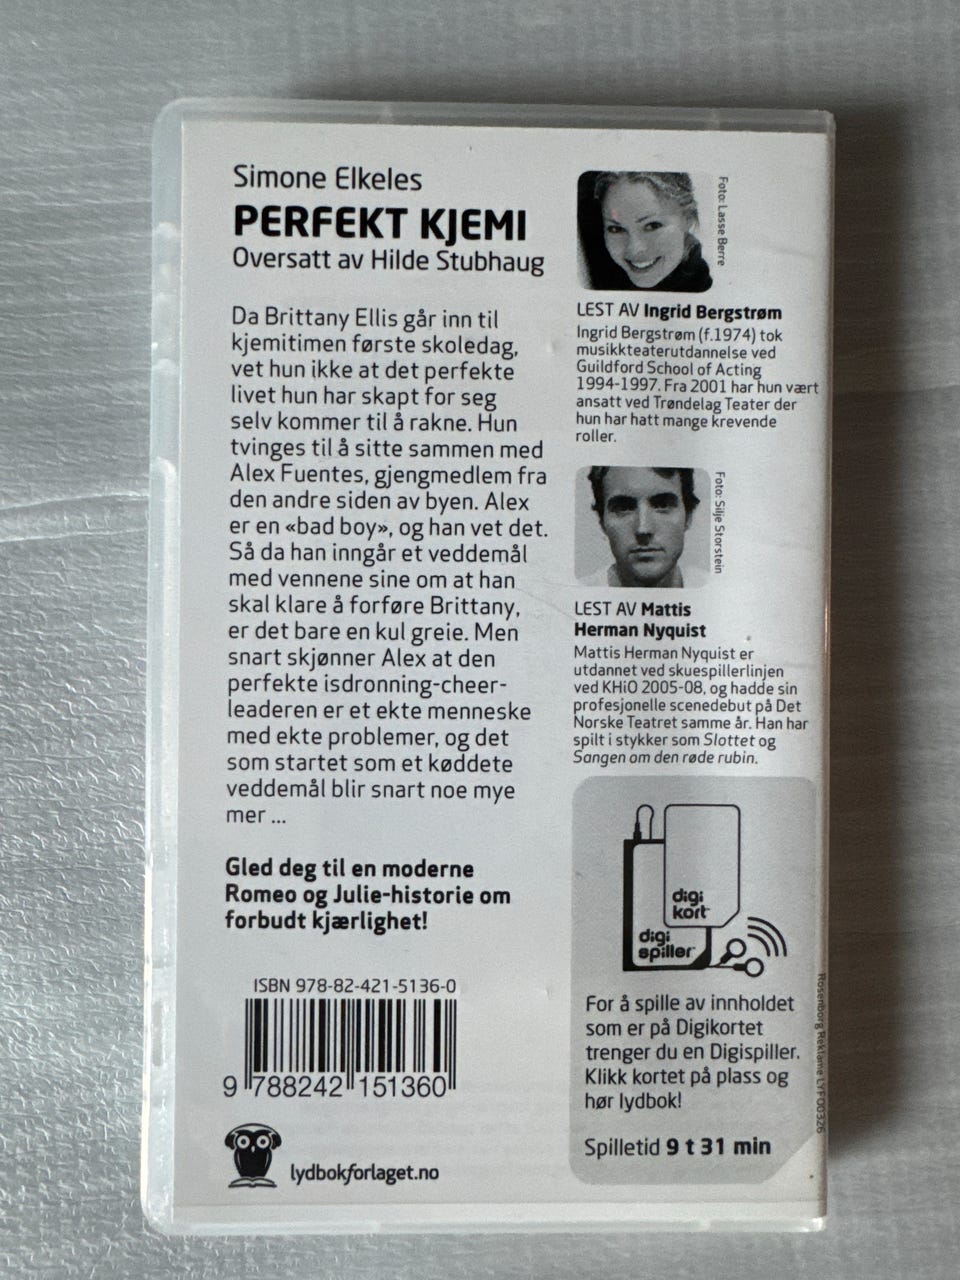 Simone Elkeles
PERFEKT KJEMI
Oversatt av Hilde Stubhaug
Da Brittany Ellis går inn til
kjemitimen første skoledag,
vet hun ikke at det perfekte
livet hun har skapt for seg
selv kommer til å rakne. Hun
tvinges til å sitte sammen med
Alex Fuentes, gjengmedlem fra
den andre siden av byen. Alex
er en «bad boy», og han vet det.
Så da han inngår et veddemål
med vennene sine om at han
skal klare å forføre Brittany,
er det bare en kul greie. Men
snart skjønner Alex at den
perfekte isdronning-cheer-
leaderen er et ekte menneske
med ekte problemer, og det
som startet som et køddete
veddemål blir snart noe mye
mer ...
Gled deg til en moderne
Romeo og Julie-historie om
forbudt kjærlighet!
ISBN 978-82-421-5136-0
9 788242 151360
lydbokforlaget.no
Foto: Lasse Berre
LEST AV Ingrid Bergstrøm
Ingrid Bergstrøm (f.1974) tok
musikkteaterutdannelse ved
Guildford School of Acting
1994-1997. Fra 2001 har hun vært
ansatt ved Trøndelag Teater der
hun har hatt mange krevende
roller.
Foto: Silje Storstein
LEST AV Mattis
Herman Nyquist
Mattis Herman Nyquist er
utdannet ved skuespillerlinjen
ved KHiO 2005-08, og hadde sin
profesjonelle scenedebut på Det
Norske Teatret samme år. Han har
spilt i stykker som Slottet og
Sangen om den røde rubin.
digi
kort
digi
spiller
For å spille av innholdet
som er på Digikortet
trenger du en Digispiller.
Klikk kortet på plass og
hør lydbok!
Spilletid 9 t 31 min
Rosenborg Reklame LYF00326